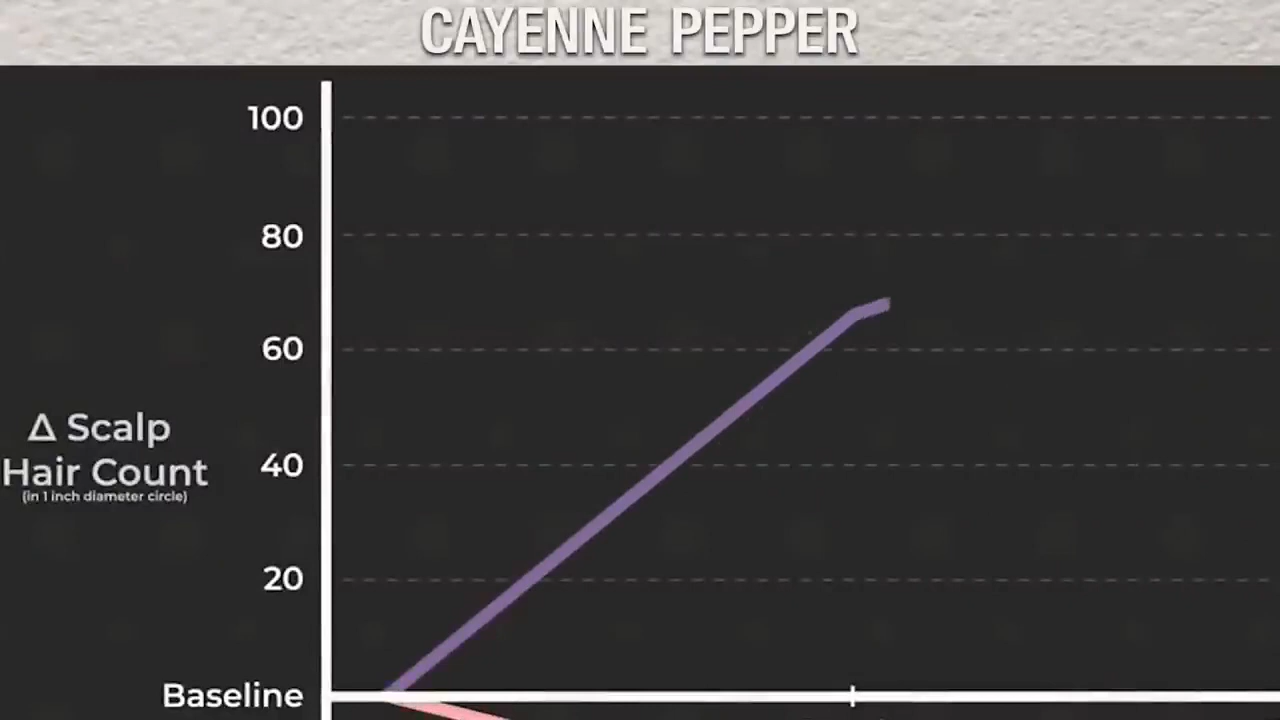 CAYENNE PEPPER
100
80
60
Δ Scalp
Hair Count
(in 1 inch diameter circle)
40
20
Baseline